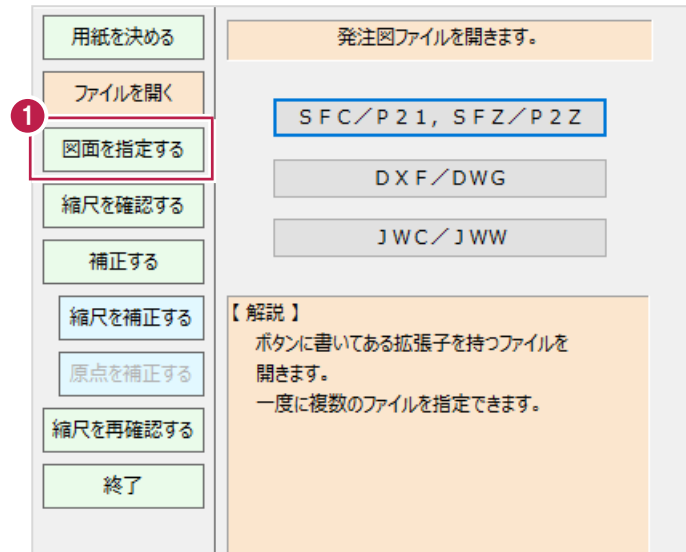 用紙を決める
発注図ファイルを開きます。
ファイルを開く
1
SFC/P21, SFZ/P2Z
図面を指定する
DXF/DWG
縮尺を確認する
JWC/JWW
補正する
縮尺を補正する
原点を補正する
縮尺を再確認する
終了
【 解説 】
ボタンに書いてある拡張子を持つファイルを
開きます。
一度に複数のファイルを指定できます。